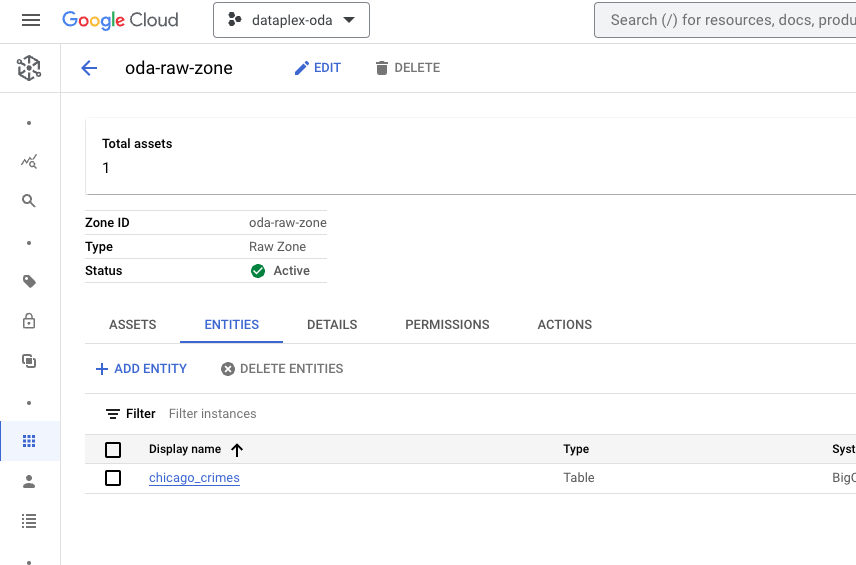 Google Cloud
dataplex-oda
Search (/) for resources, docs, produ
oda-raw-zone
EDIT
DELETE
Total assets
1
Zone ID oda-raw-zone
Type Raw Zone
Status Active
ASSETS ENTITIES DETAILS PERMISSIONS ACTIONS
ADD ENTITY DELETE ENTITIES
Filter Filter instances
Display name Type Syst
chicago_crimes Table BigC